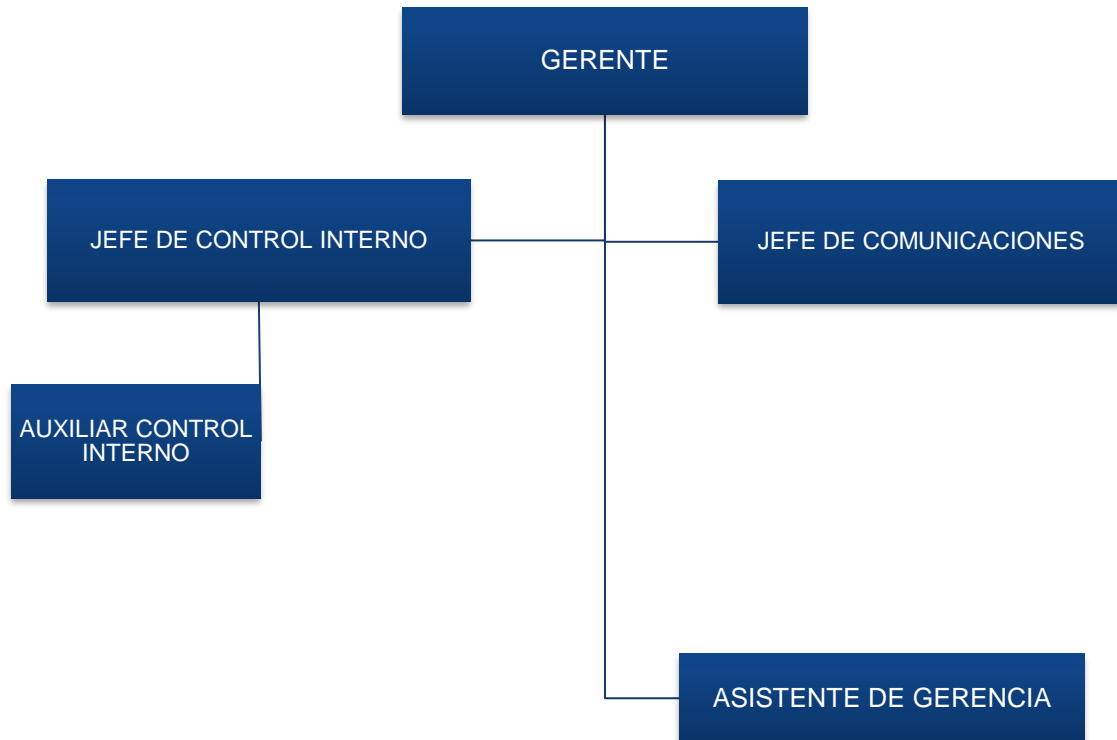 GERENTE
JEFE DE CONTROL INTERNO
JEFE DE COMUNICACIONES
AUXILIAR CONTROL
INTERNO
ASISTENTE DE GERENCIA